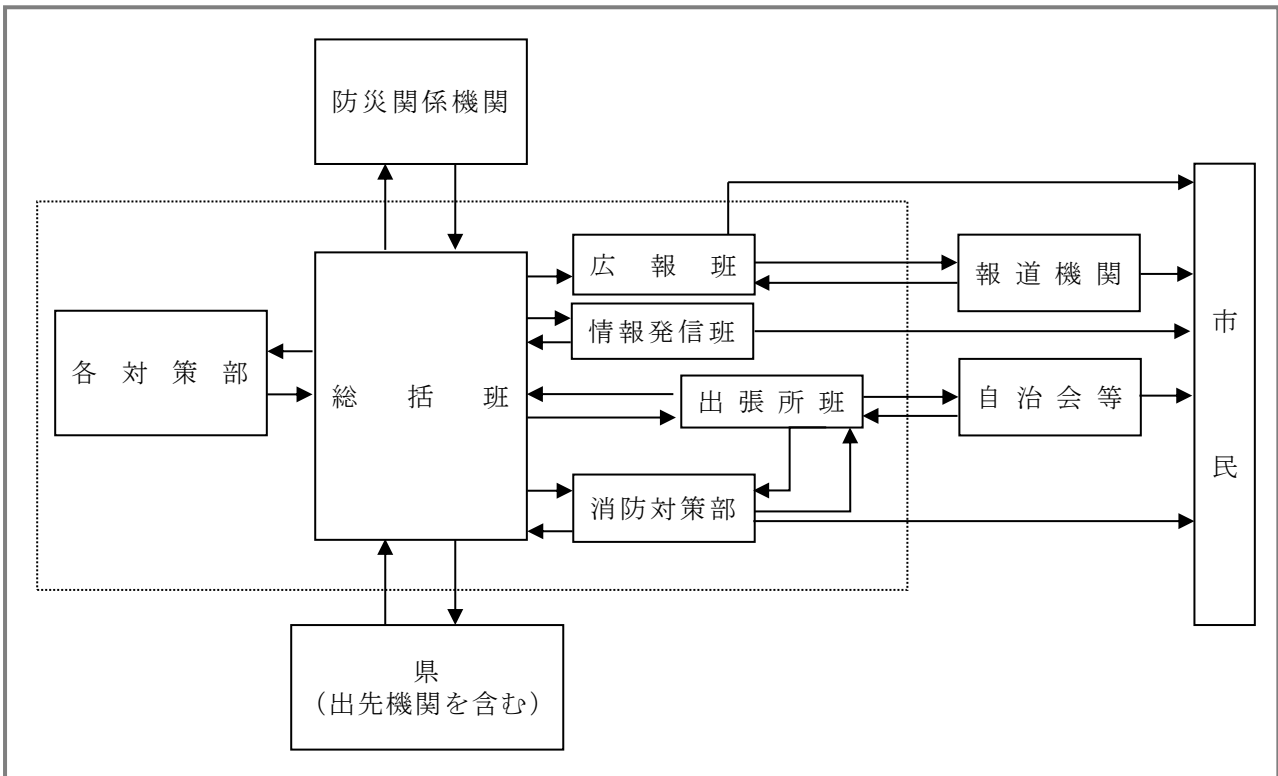 防災関係機関
広報班
報道機関
情報発信班
市民
各対策部
総括班
出張所班
自治会等
消防対策部
県
(出先機関を含む)